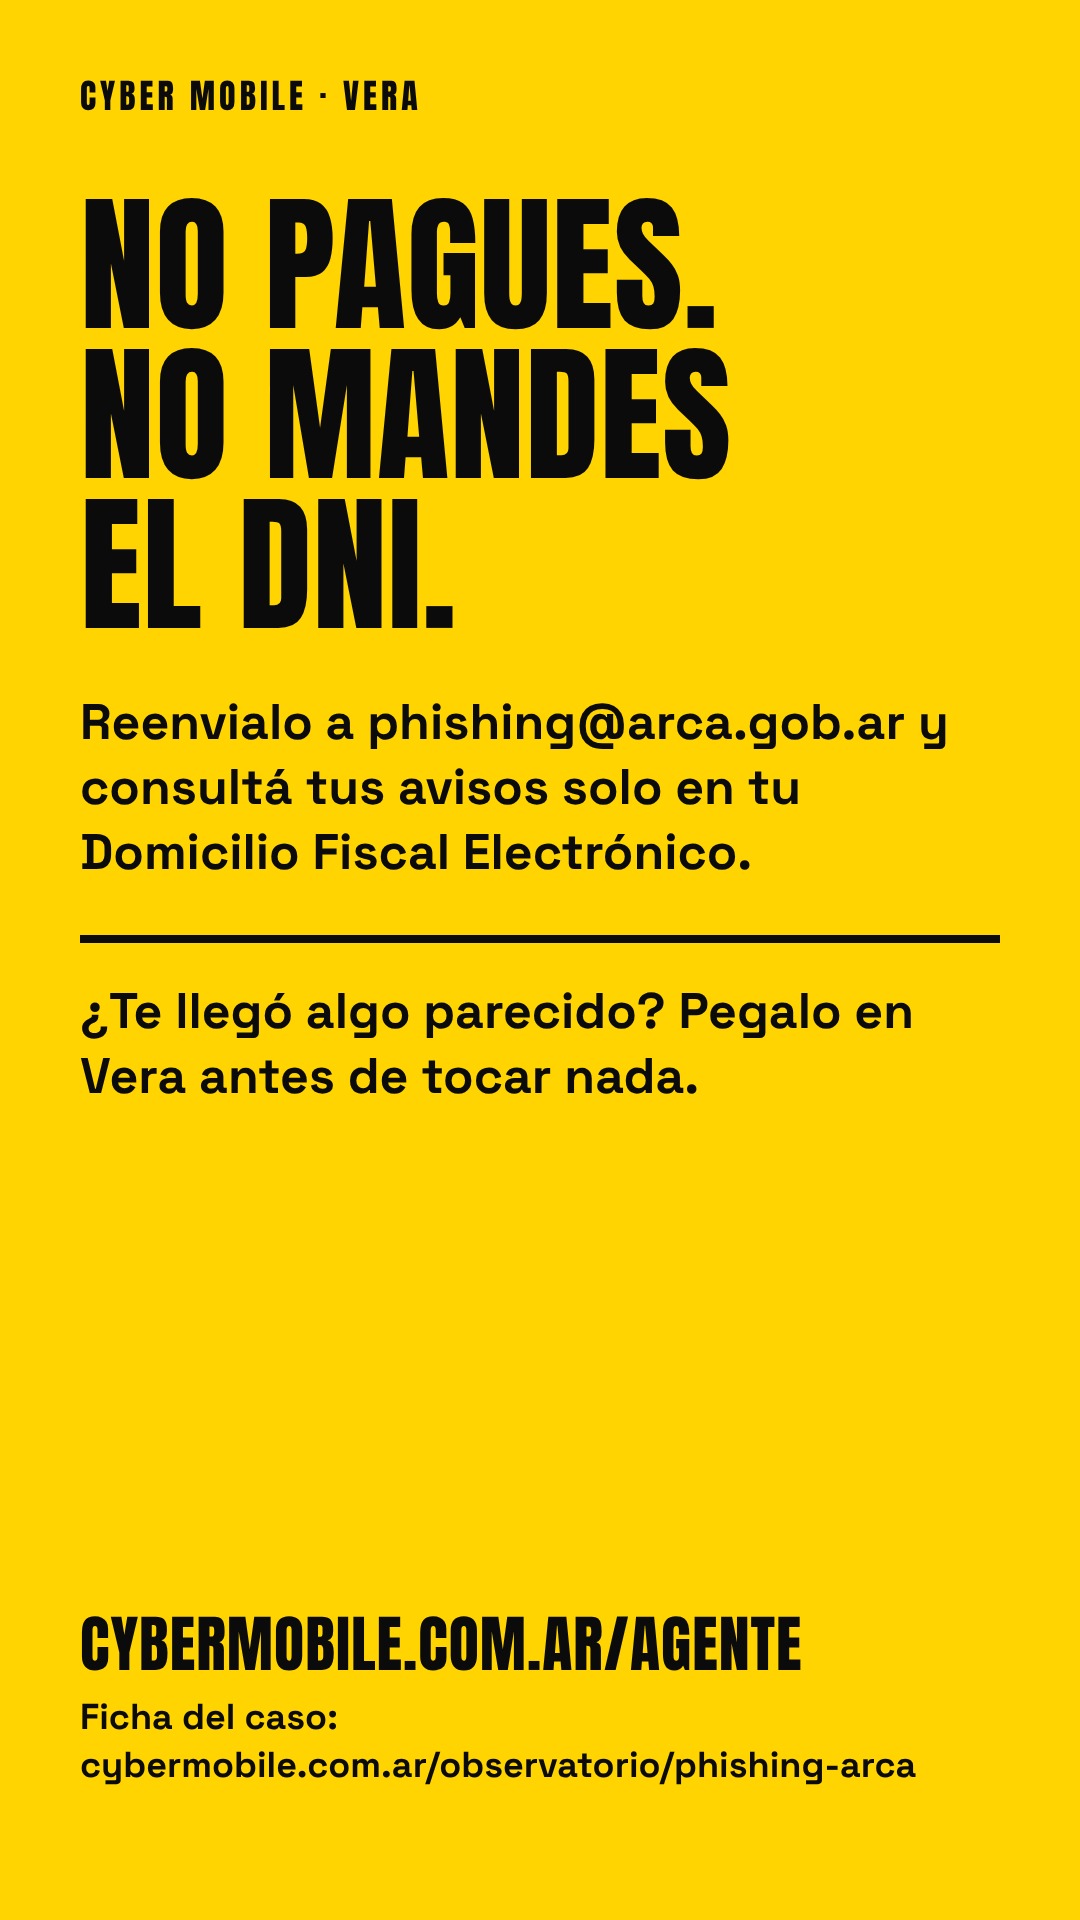 CYBER MOBILE · VERA
NO PAGUES.
NO MANDES
EL DNI.
Reenvialo a phishing@arca.gob.ar y
consultá tus avisos solo en tu
Domicilio Fiscal Electrónico.
¿Te llegó algo parecido? Pegalo en
Vera antes de tocar nada.
CYBERMOBILE.COM.AR/AGENTE
Ficha del caso:
cybermobile.com.ar/observatorio/phishing-arca